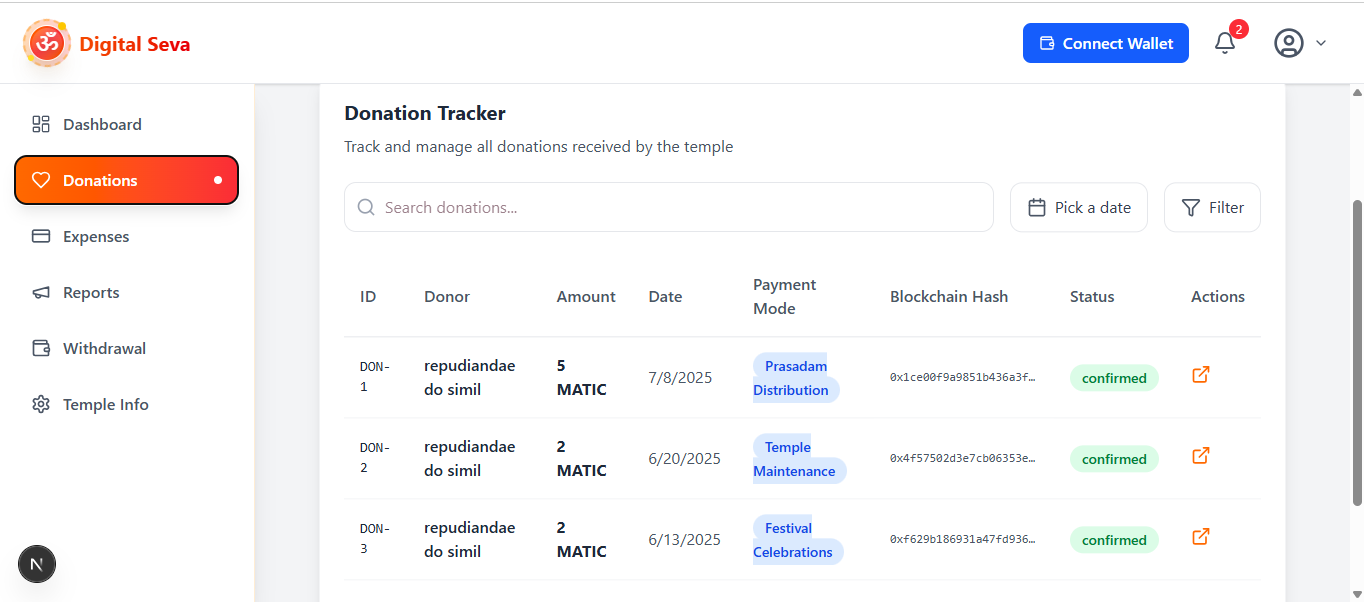 ॐ
Digital Seva
Connect Wallet
2
Dashboard
Donations
Expenses
Reports
Withdrawal
Temple Info
N
Donation Tracker
Track and manage all donations received by the temple
Search donations...
Pick a date
Filter
ID
Donor
Amount
Date
Payment
Mode
Blockchain Hash
Status
Actions
DON-
1
repudiandae
do simil
5
MATIC
7/8/2025
Prasadam
Distribution
0x1ce00f9a9851b436a3f…
confirmed
DON-
2
repudiandae
do simil
2
MATIC
6/20/2025
Temple
Maintenance
0x4f57502d3e7cb06353e…
confirmed
DON-
3
repudiandae
do simil
2
MATIC
6/13/2025
Festival
Celebrations
0xf629b186931a47fd936…
confirmed